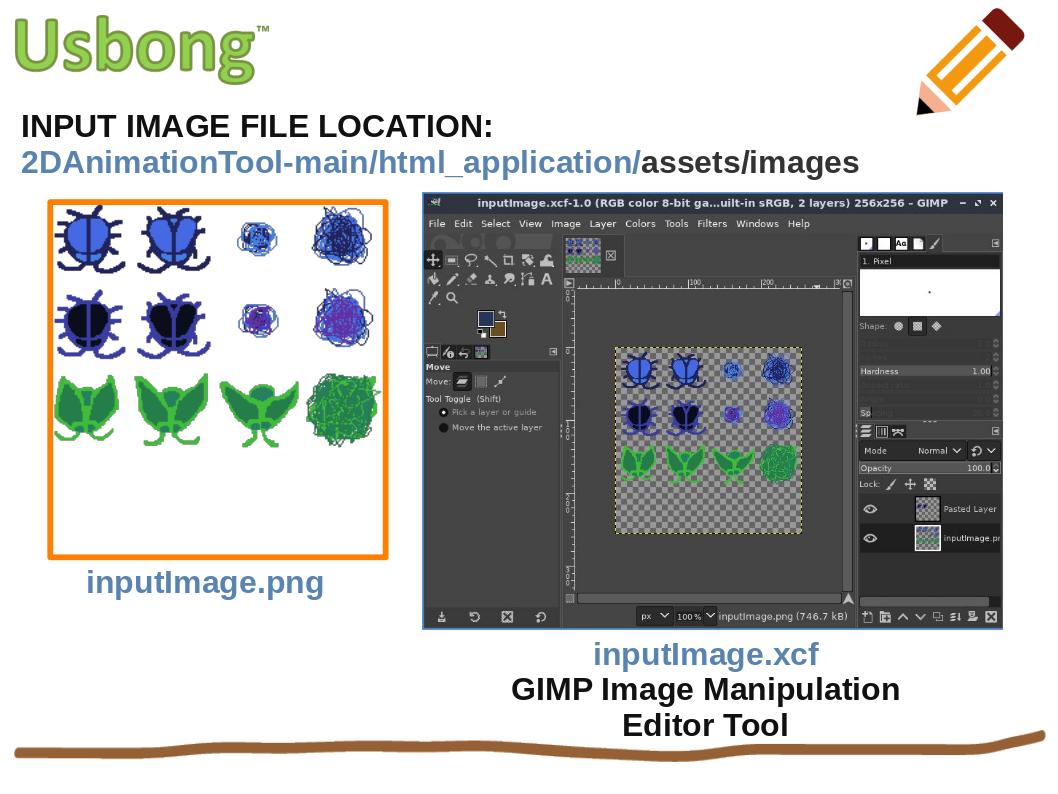 Usbong™
INPUT IMAGE FILE LOCATION:
2DAnimationTool-main/html_application/assets/images
inputImage.xcf-1.0 (RGB color 8-bit ga…uilt-in sRGB, 2 layers) 256x256 – GIMP
File Edit Select View Image Layer Colors Tools Filters Windows Help
1. Pixel
0 100 200
Shape:
Hardness 1.00
Move
Move:
Tool Toggle (Shift)
Pick a layer or guide
Move the active layer
Mode Normal
Opacity 100.0
Lock:
Pasted Layer
inputImage.pr
px 100% inputImage.png (746.7 kB)
inputImage.png
inputImage.xcf
GIMP Image Manipulation
Editor Tool